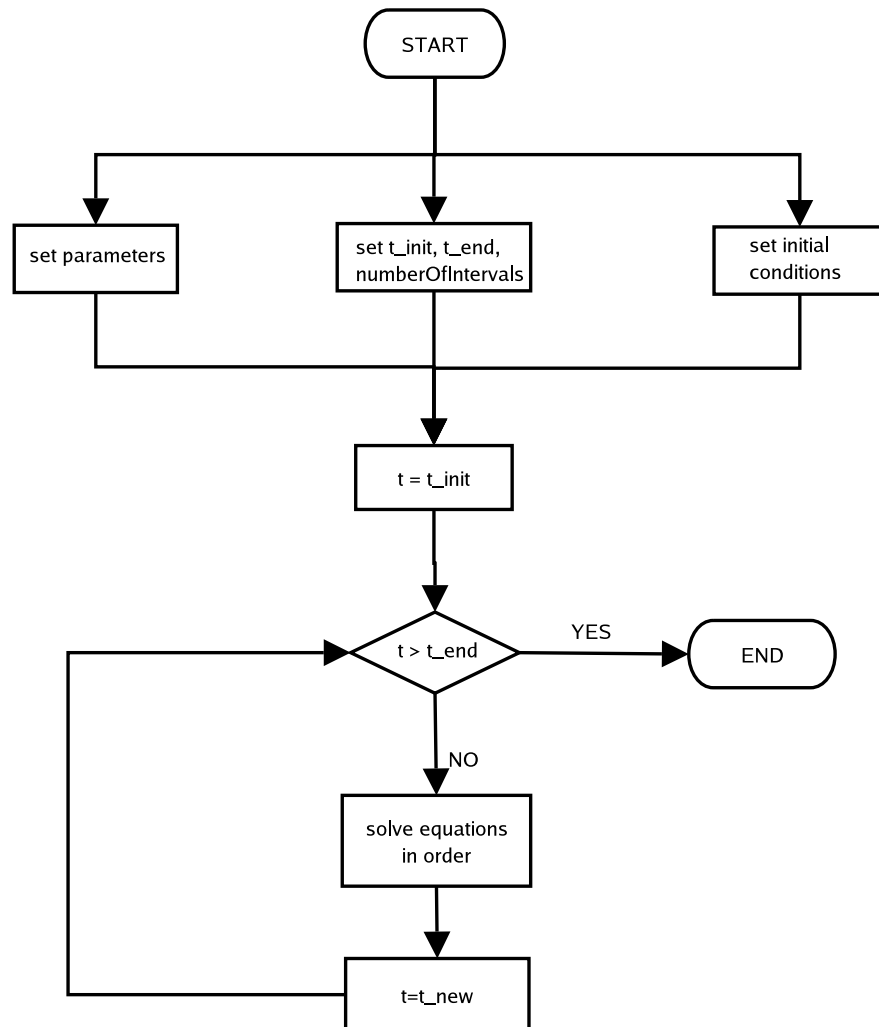 START
set parameters
set t_init, t_end,
numberOfIntervals
set initial
conditions
t = t_init
t > t_end
YES
END
NO
solve equations
in order
t=t_new